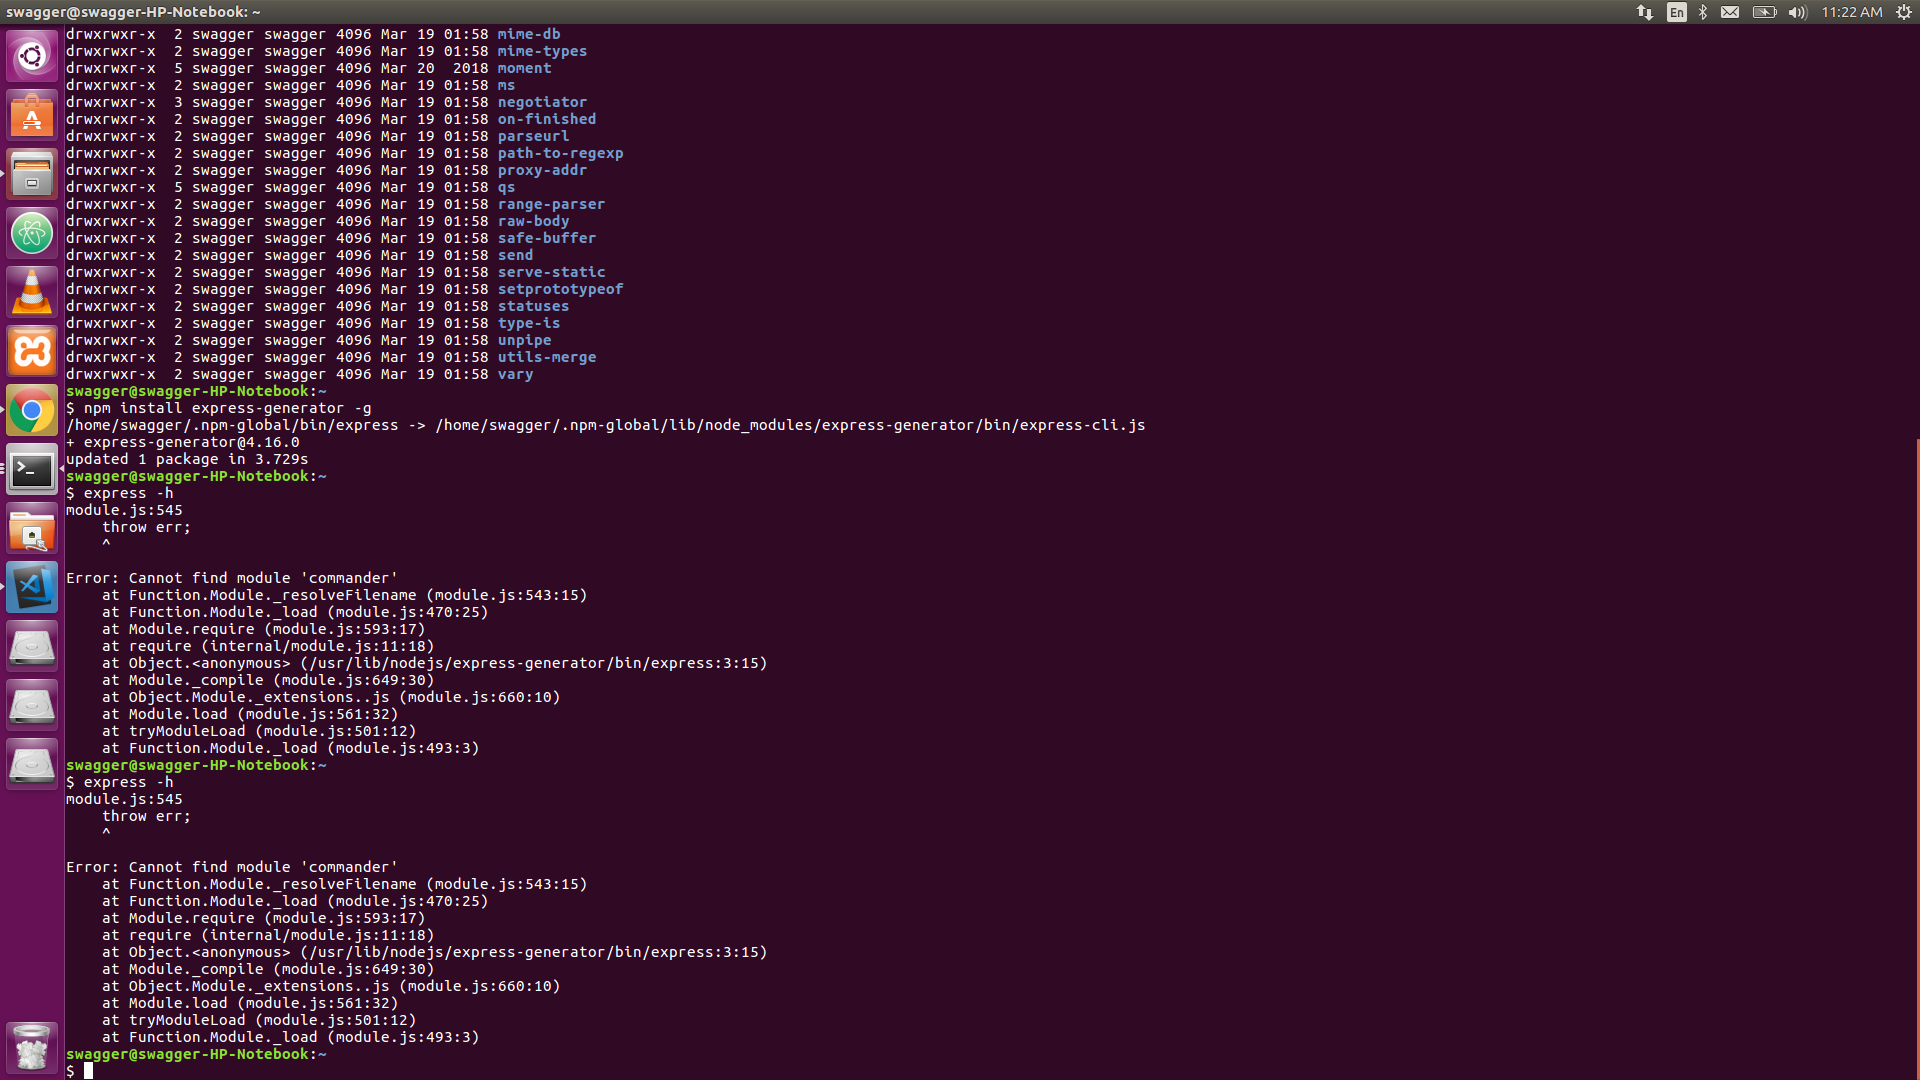 swagger@swagger-HP-Notebook: ~
En
11:22 AM
drwxrwxr-x  2 swagger swagger 4096 Mar 19 01:58 mime-db
drwxrwxr-x  2 swagger swagger 4096 Mar 19 01:58 mime-types
drwxrwxr-x  5 swagger swagger 4096 Mar 20  2018 moment
drwxrwxr-x  2 swagger swagger 4096 Mar 19 01:58 ms
drwxrwxr-x  3 swagger swagger 4096 Mar 19 01:58 negotiator
drwxrwxr-x  2 swagger swagger 4096 Mar 19 01:58 on-finished
drwxrwxr-x  2 swagger swagger 4096 Mar 19 01:58 parseurl
drwxrwxr-x  2 swagger swagger 4096 Mar 19 01:58 path-to-regexp
drwxrwxr-x  2 swagger swagger 4096 Mar 19 01:58 proxy-addr
drwxrwxr-x  5 swagger swagger 4096 Mar 19 01:58 qs
drwxrwxr-x  2 swagger swagger 4096 Mar 19 01:58 range-parser
drwxrwxr-x  2 swagger swagger 4096 Mar 19 01:58 raw-body
drwxrwxr-x  2 swagger swagger 4096 Mar 19 01:58 safe-buffer
drwxrwxr-x  2 swagger swagger 4096 Mar 19 01:58 send
drwxrwxr-x  2 swagger swagger 4096 Mar 19 01:58 serve-static
drwxrwxr-x  2 swagger swagger 4096 Mar 19 01:58 setprototypeof
drwxrwxr-x  2 swagger swagger 4096 Mar 19 01:58 statuses
drwxrwxr-x  2 swagger swagger 4096 Mar 19 01:58 type-is
drwxrwxr-x  2 swagger swagger 4096 Mar 19 01:58 unpipe
drwxrwxr-x  2 swagger swagger 4096 Mar 19 01:58 utils-merge
drwxrwxr-x  2 swagger swagger 4096 Mar 19 01:58 vary
swagger@swagger-HP-Notebook:~
$ npm install express-generator -g
/home/swagger/.npm-global/bin/express -> /home/swagger/.npm-global/lib/node_modules/express-generator/bin/express-cli.js
+ express-generator@4.16.0
updated 1 package in 3.729s
swagger@swagger-HP-Notebook:~
$ express -h
module.js:545
    throw err;
    ^
Error: Cannot find module 'commander'
    at Function.Module._resolveFilename (module.js:543:15)
    at Function.Module._load (module.js:470:25)
    at Module.require (module.js:593:17)
    at require (internal/module.js:11:18)
    at Object.<anonymous> (/usr/lib/nodejs/express-generator/bin/express:3:15)
    at Module._compile (module.js:649:30)
    at Object.Module._extensions..js (module.js:660:10)
    at Module.load (module.js:561:32)
    at tryModuleLoad (module.js:501:12)
    at Function.Module._load (module.js:493:3)
swagger@swagger-HP-Notebook:~
$ express -h
module.js:545
    throw err;
    ^
Error: Cannot find module 'commander'
    at Function.Module._resolveFilename (module.js:543:15)
    at Function.Module._load (module.js:470:25)
    at Module.require (module.js:593:17)
    at require (internal/module.js:11:18)
    at Object.<anonymous> (/usr/lib/nodejs/express-generator/bin/express:3:15)
    at Module._compile (module.js:649:30)
    at Object.Module._extensions..js (module.js:660:10)
    at Module.load (module.js:561:32)
    at tryModuleLoad (module.js:501:12)
    at Function.Module._load (module.js:493:3)
swagger@swagger-HP-Notebook:~
$